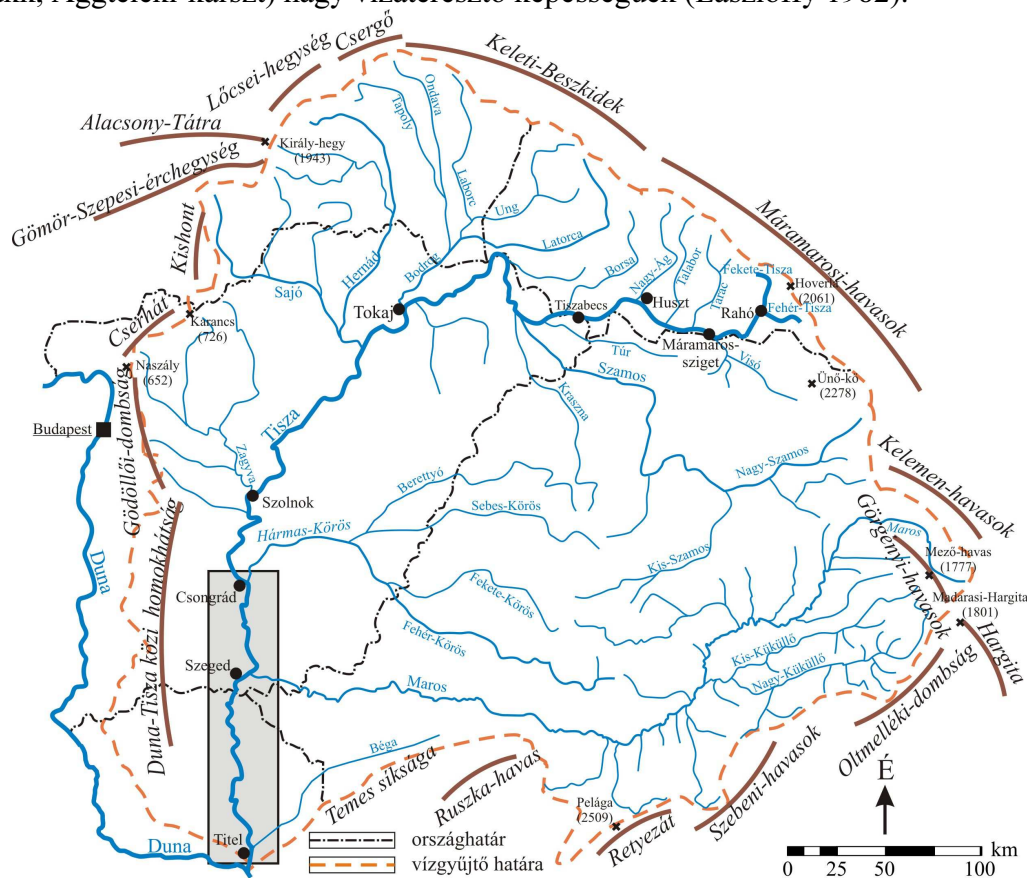 Aggteleki-karszt) nagy vízáteresztő képességűek (Lászlóffy 1982).
Csergő
Keleti-Beszkidek
Lőcsei-hegység
Alacsony-Tátra
Gömör-Szepesi-érchegység
Király-hegy
(1943)
Tapoly
Ondava
Laborc
Ung
Latorca
Kishont
Sajó
Hernád
Bodrog
Borsa
Nagy-Ág
Talabor
Tarac
Fekete-Tisza
Fehér-Tisza
Hoverla
(2061)
Máramarosi-havasok
Tokaj
Tiszabecs
Huszt
Rahó
Máramaros-
sziget
Cserhát
Karancs
(726)
Naszály
(652)
Túr
Szamos
Visó
Ünő-kő
(2278)
Kraszna
Budapest
Gödöllői-dombság
Tisza
Zagyva
Szolnok
Berettyó
Nagy-Szamos
Kelemen-havasok
Hármas-Körös
Sebes-Körös
Görgényi-havasok
Maros
Mező-havas
(1777)
Duna
Duna-Tisza közi homokhátság
Csongrád
Fekete-Körös
Kis-Szamos
Madarasi-Hargita
(1801)
Hargita
Fehér-Körös
Szeged
Maros
Kis-Küküllő
Nagy-Küküllő
Oltmelléki-dombság
Béga
Temes síksága
Ruszka-havas
Szebeni-havasok
Pelága
(2509)
Retyezát
É
Duna
Titel
országhatár
vízgyűjtő határa
km
0 25 50 100